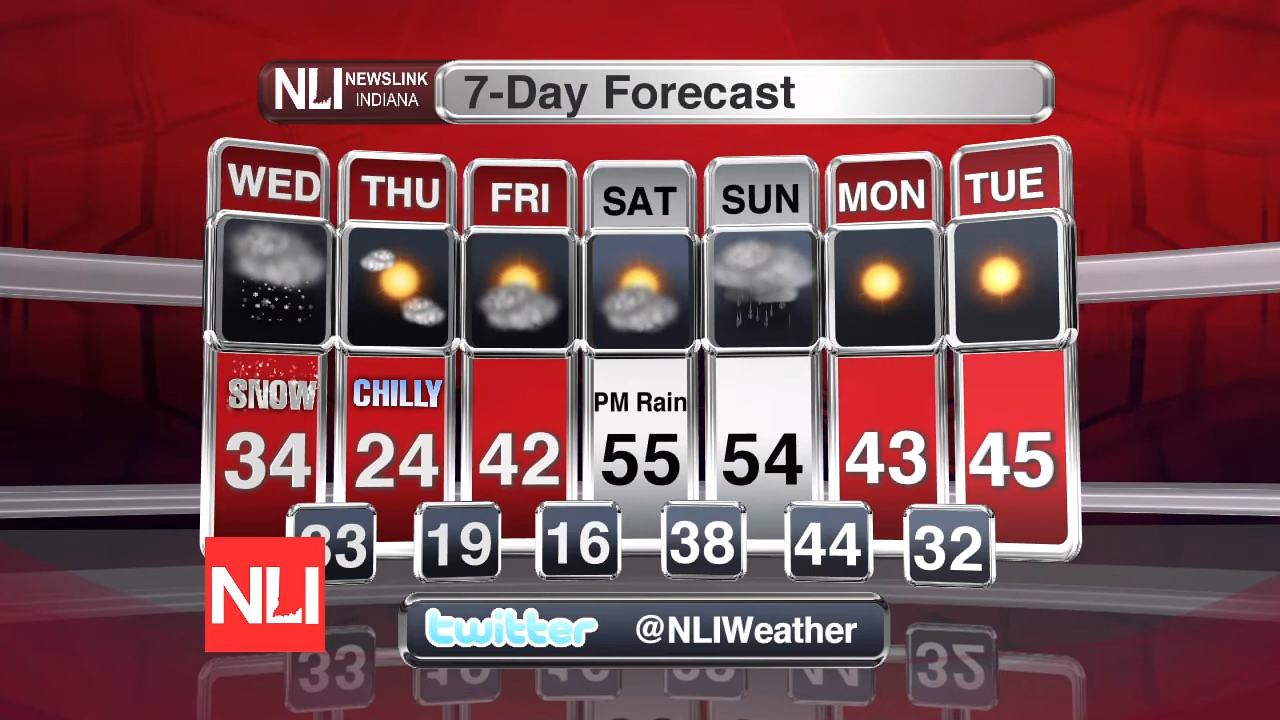 NLI NEWSLINK INDIANA 7-Day Forecast
WED THU FRI SAT SUN MON TUE
SNOW CHILLY PM Rain
34 24 42 55 54 43 45
33 19 16 38 44 32
NLI
twitter @NLIWeather